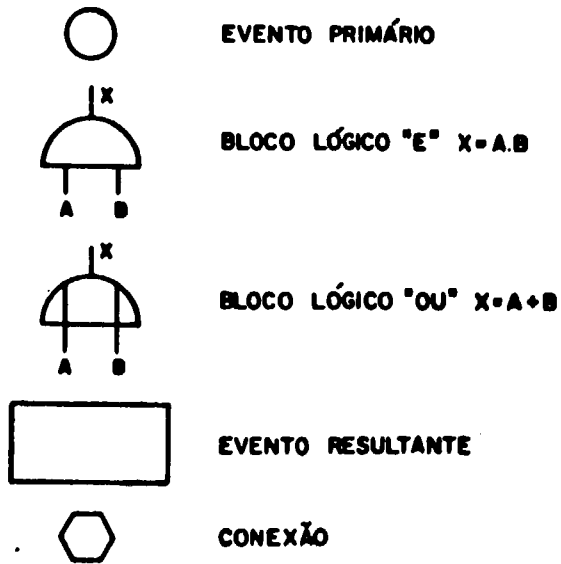 EVENTO PRIMÁRIO
X
BLOCO LÓGICO "E" X=A.B
A B
X
BLOCO LÓGICO "OU" X=A+B
A B
EVENTO RESULTANTE
CONEXÃO